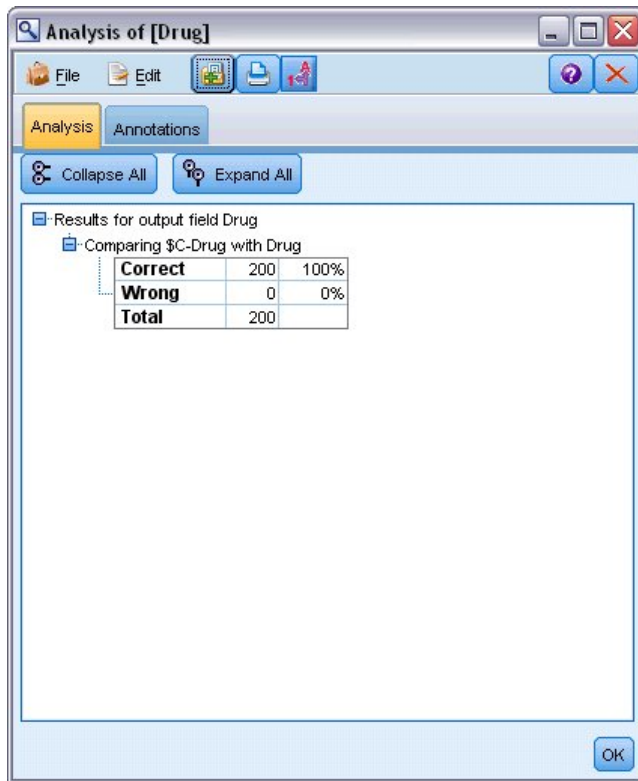 Analysis of [Drug]
File Edit
Analysis Annotations
Collapse All Expand All
Results for output field Drug
Comparing $C-Drug with Drug
Correct 200 100%
Wrong 0 0%
Total 200
OK